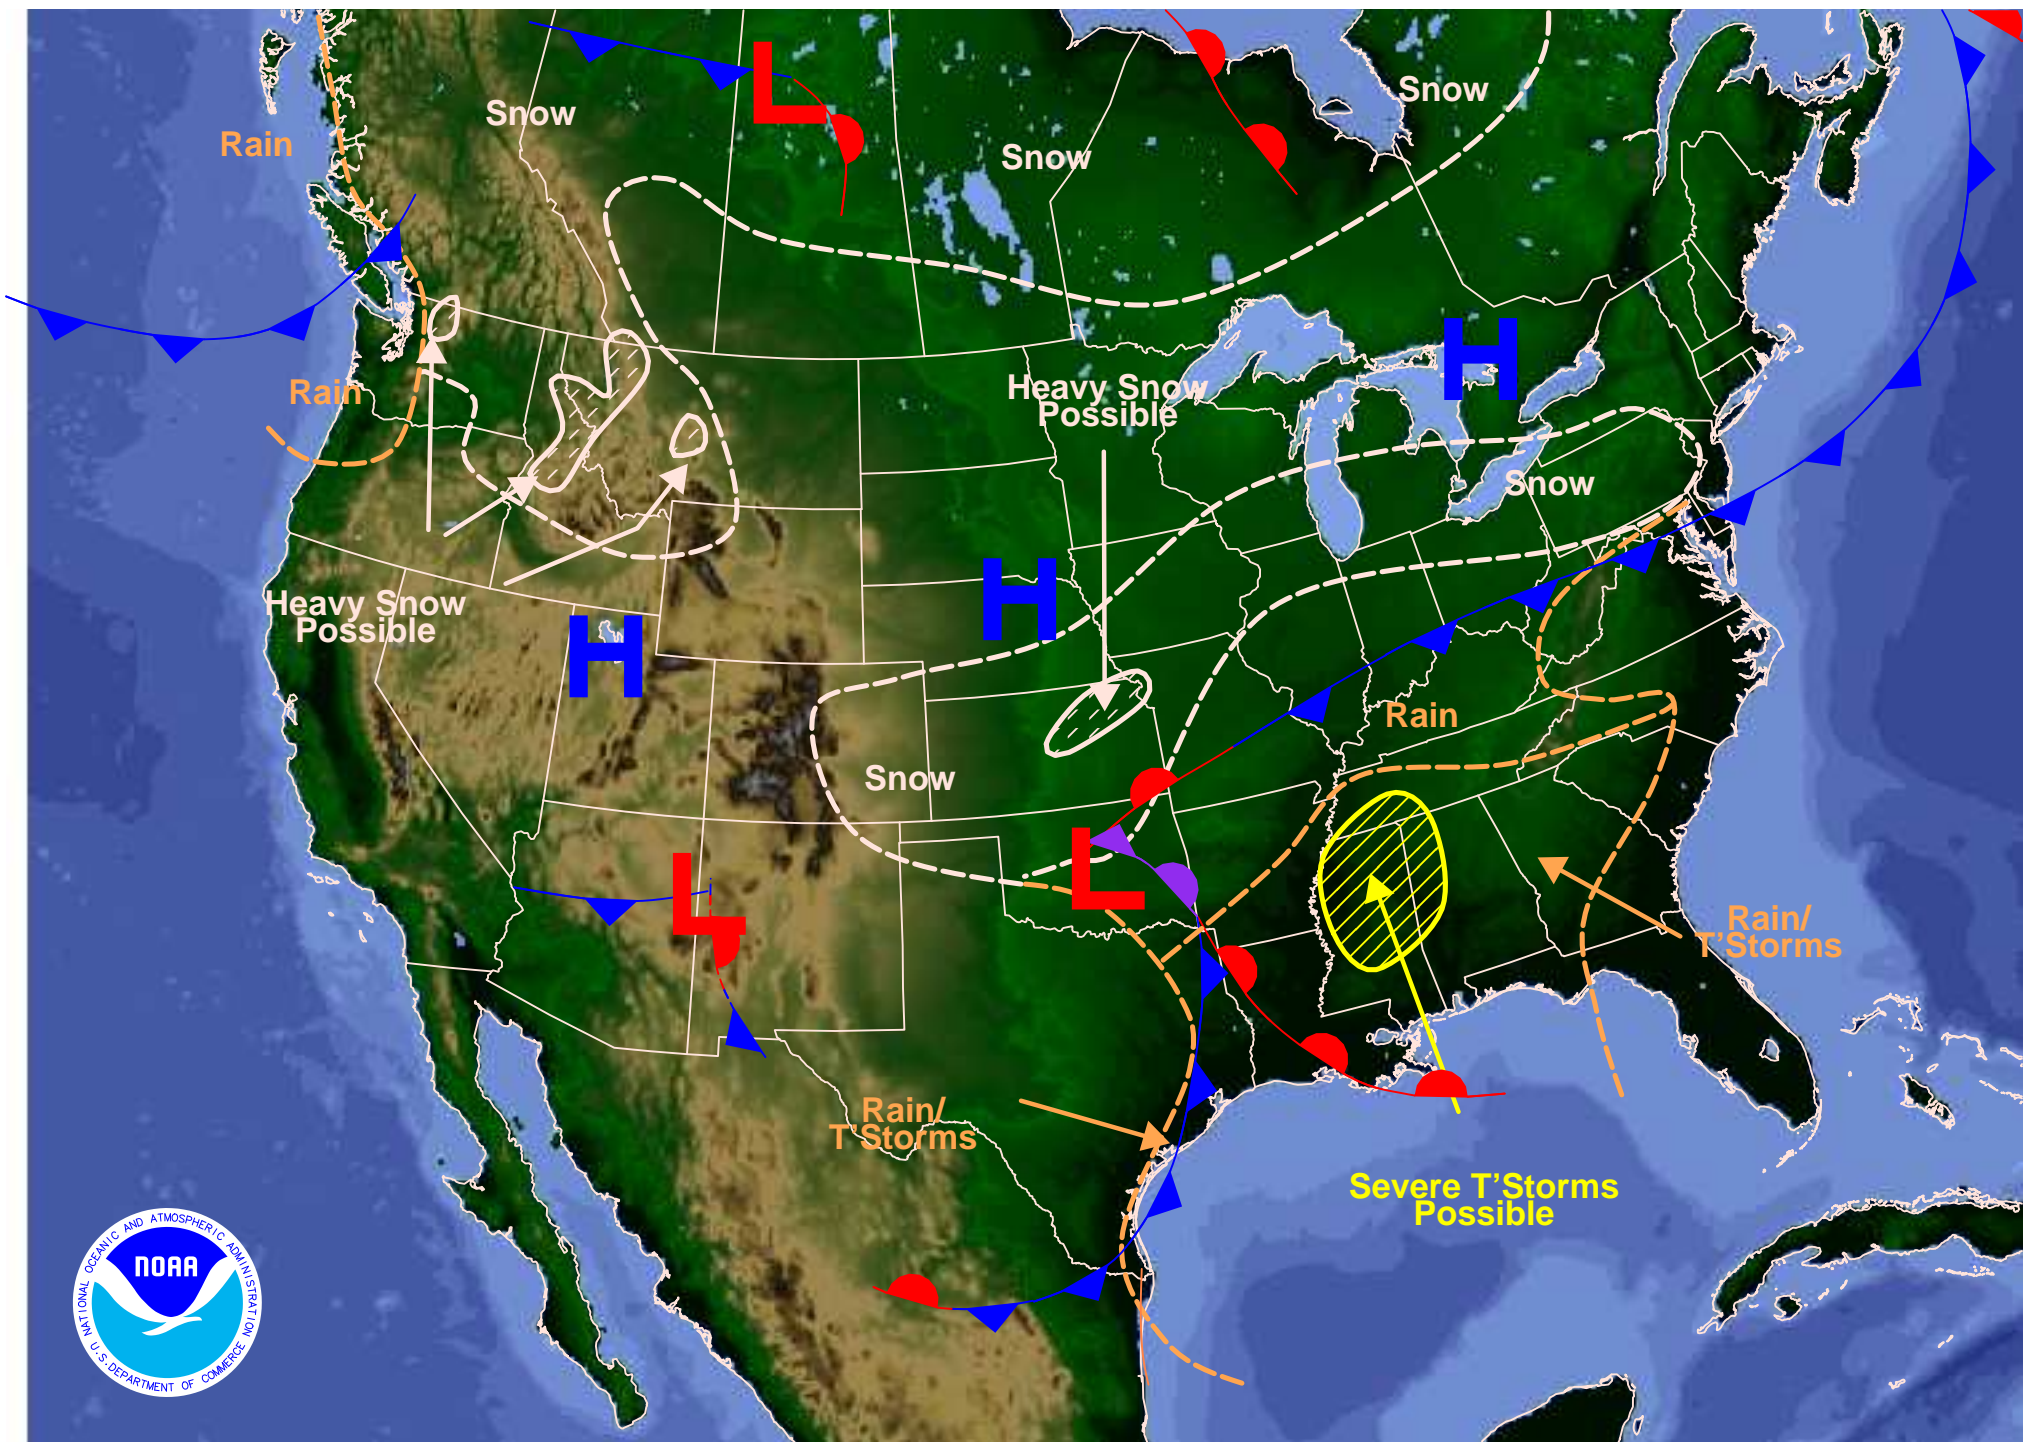 L
Snow
Snow
Rain
Snow
H
Heavy Snow
Possible
Rain
Snow
H
Heavy Snow
Possible
H
Rain
Snow
L
L
Rain/
T'Storms
Rain/
T'Storms
Severe T'Storms
Possible
NATIONAL OCEANIC AND ATMOSPHERIC ADMINISTRATION
NOAA
U.S. DEPARTMENT OF COMMERCE